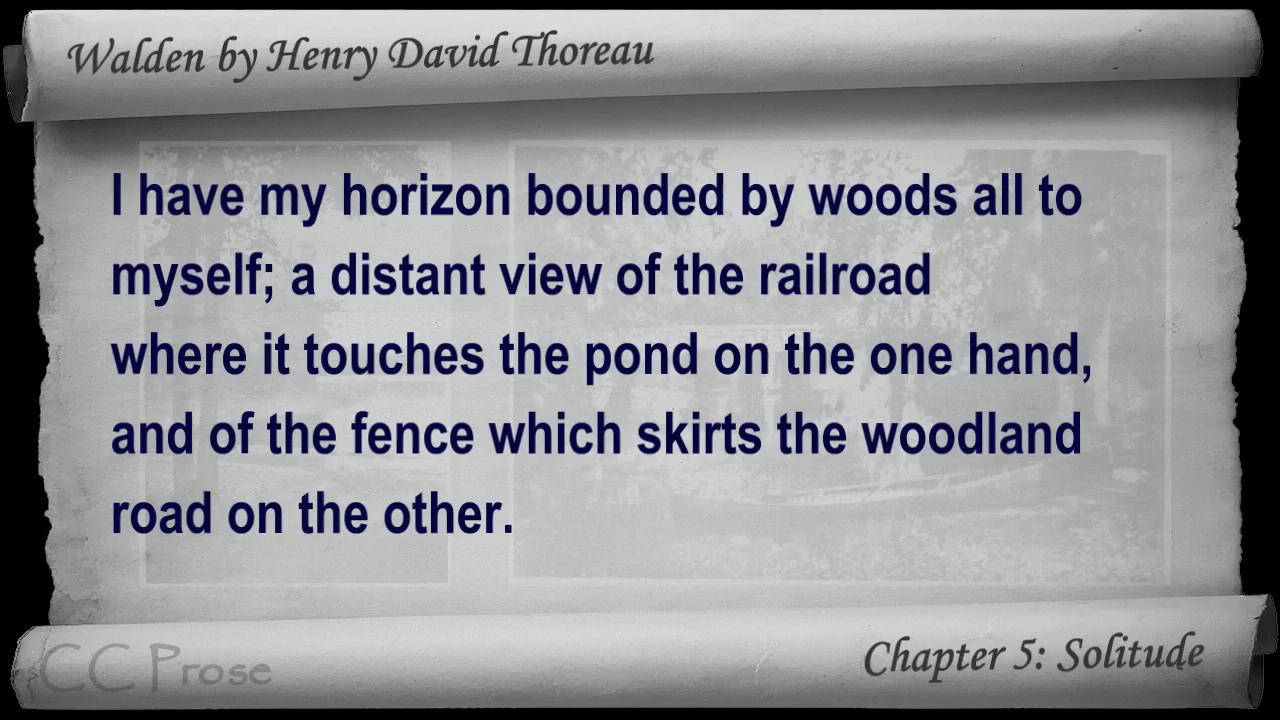 Walden by Henry David Thoreau
I have my horizon bounded by woods all to
myself; a distant view of the railroad
where it touches the pond on the one hand,
and of the fence which skirts the woodland
road on the other.
CC Prose
Chapter 5: Solitude